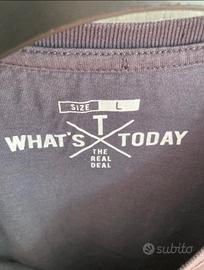 SIZE L
T
WHAT'S TODAY
THE
REAL
DEAL
subito